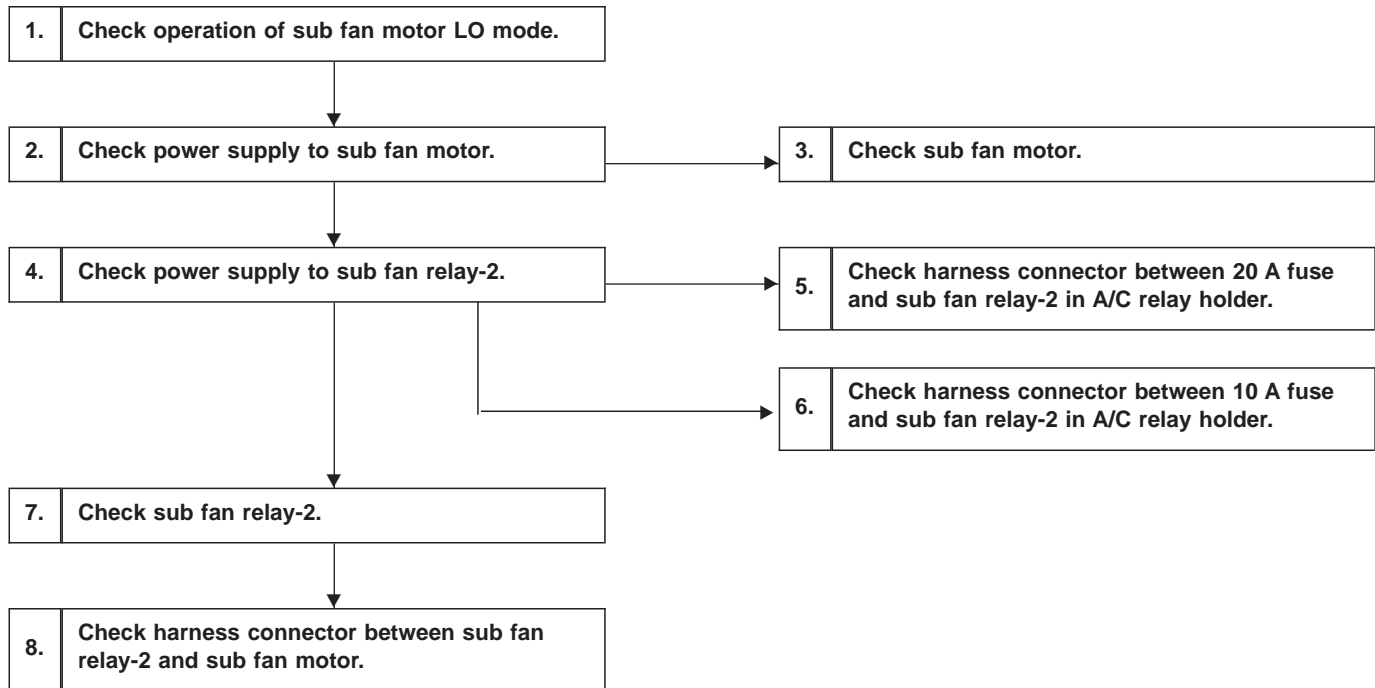 1. Check operation of sub fan motor LO mode.
2. Check power supply to sub fan motor.
3. Check sub fan motor.
4. Check power supply to sub fan relay-2.
5. Check harness connector between 20 A fuse
and sub fan relay-2 in A/C relay holder.
6. Check harness connector between 10 A fuse
and sub fan relay-2 in A/C relay holder.
7. Check sub fan relay-2.
8. Check harness connector between sub fan
relay-2 and sub fan motor.